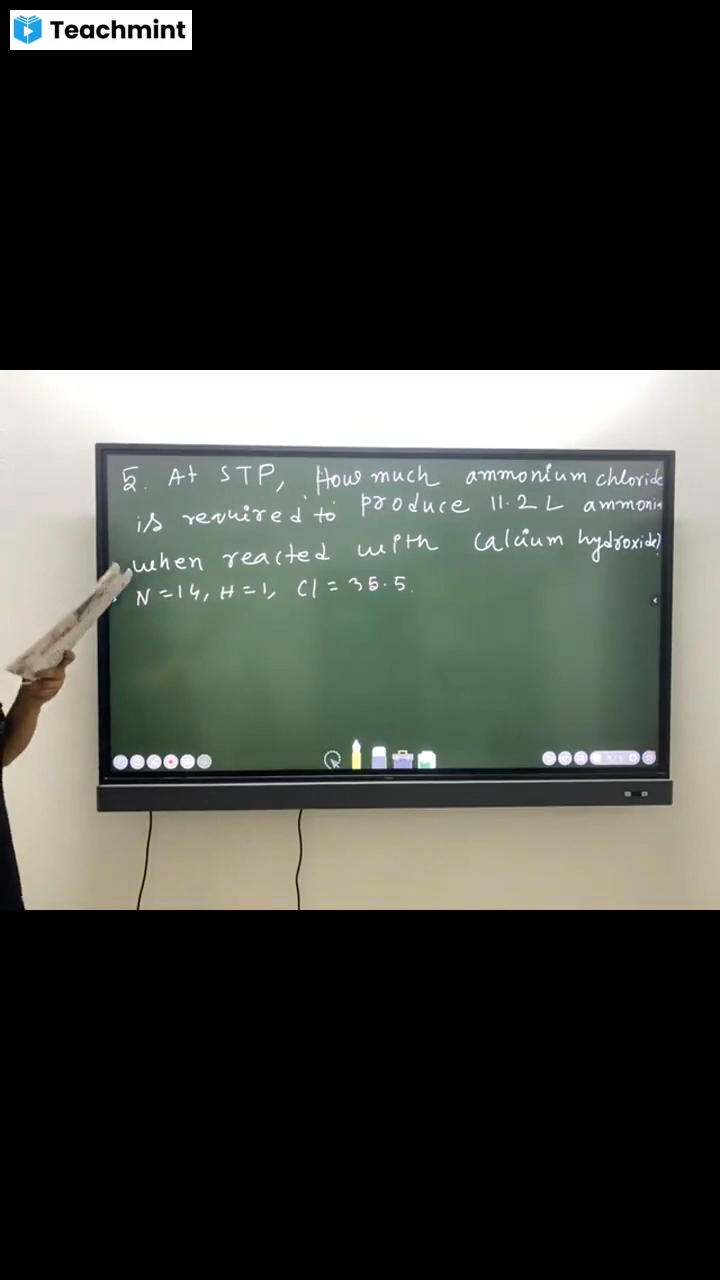 Teachmint
5. At STP, How much ammonium chloride
is required to produce 11.2 L ammonia
when reacted with calcium hydroxide?
N = 14, H = 1, Cl = 35.5.